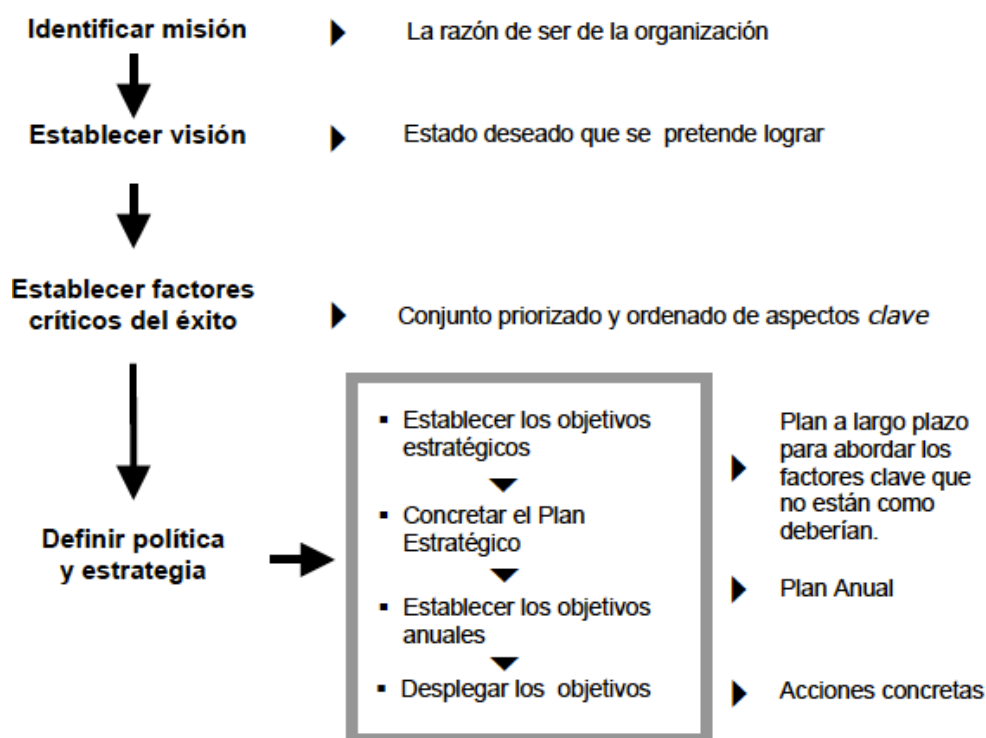 Identificar misión
La razón de ser de la organización
Establecer visión
Estado deseado que se pretende lograr
Establecer factores
críticos del éxito
Conjunto priorizado y ordenado de aspectos clave
Definir política
y estrategia
▪ Establecer los objetivos
estratégicos
▪ Concretar el Plan
Estratégico
▪ Establecer los objetivos
anuales
▪ Desplegar los objetivos
Plan a largo plazo
para abordar los
factores clave que
no están como
deberían.
Plan Anual
Acciones concretas